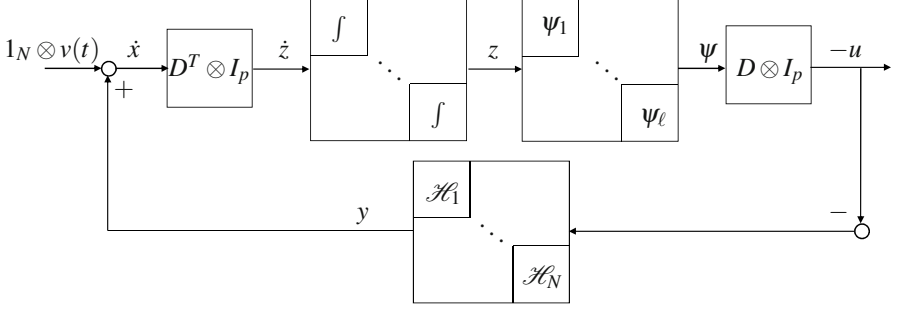 1_N ⊗ v(t)
ẋ
+
D^T ⊗ I_p
ż
∫
⋱
∫
z
ψ_1
⋱
ψ_ℓ
ψ
D ⊗ I_p
−u
−
ℋ_1
⋱
ℋ_N
y